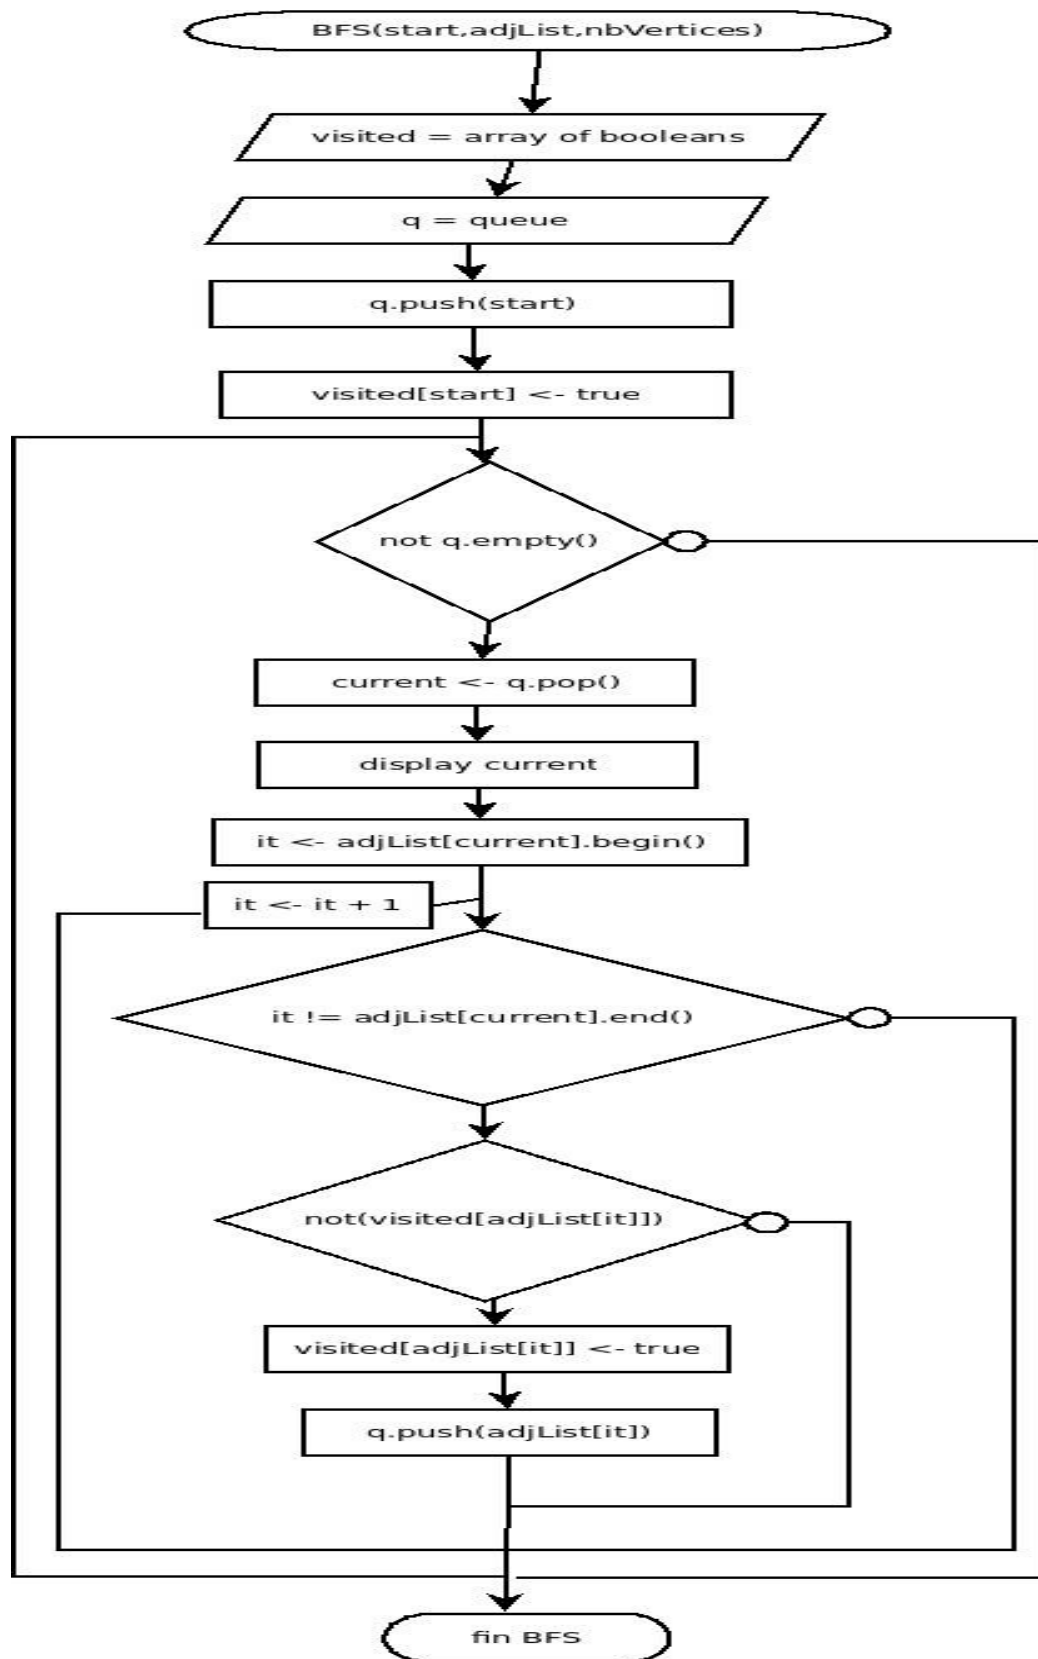 BFS(start,adjList,nbVertices)
visited = array of booleans
q = queue
q.push(start)
visited[start] <- true
not q.empty()
current <- q.pop()
display current
it <- adjList[current].begin()
it <- it + 1
it != adjList[current].end()
not(visited[adjList[it]])
visited[adjList[it]] <- true
q.push(adjList[it])
fin BFS